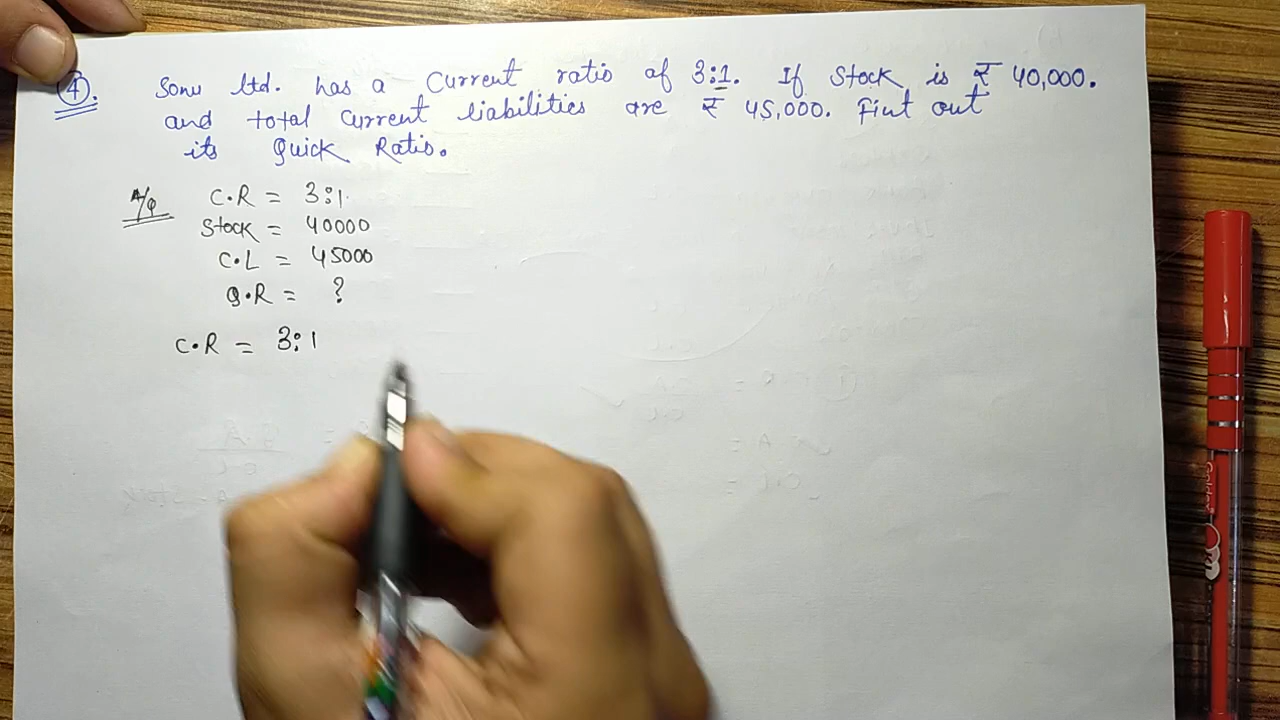 ④. Sonu ltd. has a Current ratio of 3:1. If Stock is ₹ 40,000.
and total Current liabilities are ₹ 45,000. Fint out
its Quick Ratio.
A/Q C.R = 3:1.
Stock = 40000
C.L = 45000
Q.R = ?
C.R = 3:1